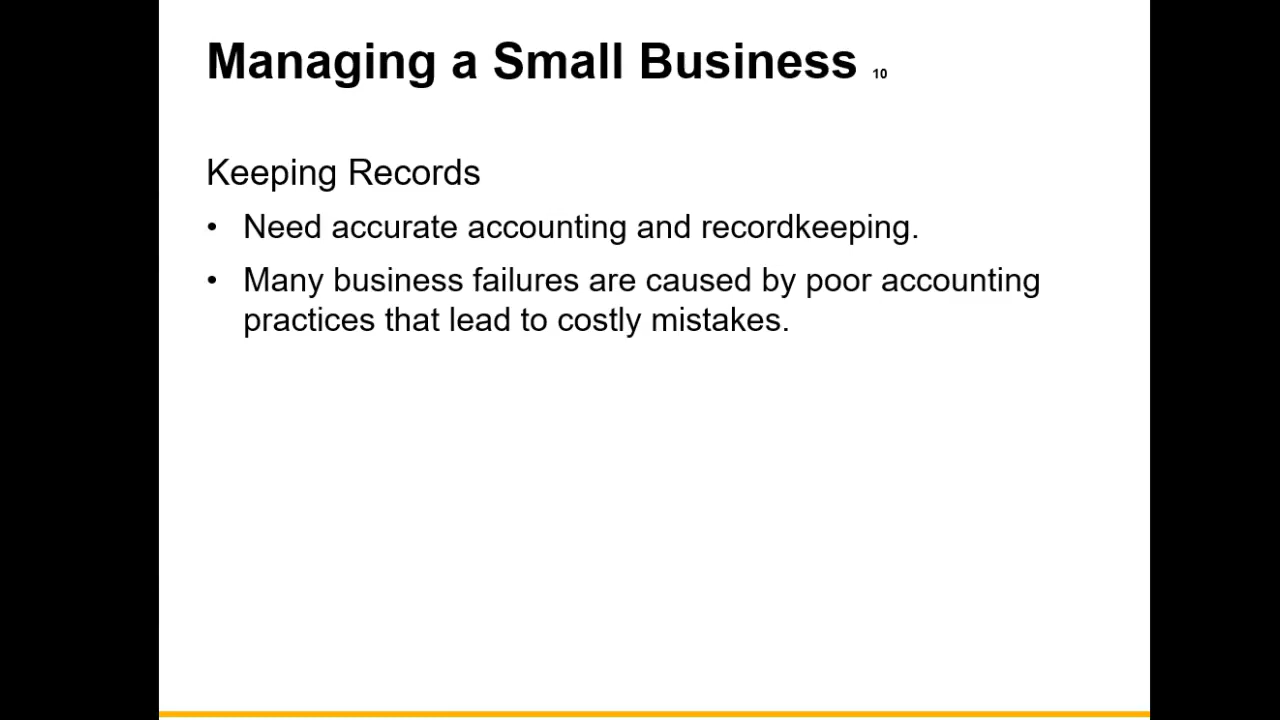 Managing a Small Business 10
Keeping Records
• Need accurate accounting and recordkeeping.
• Many business failures are caused by poor accounting
practices that lead to costly mistakes.